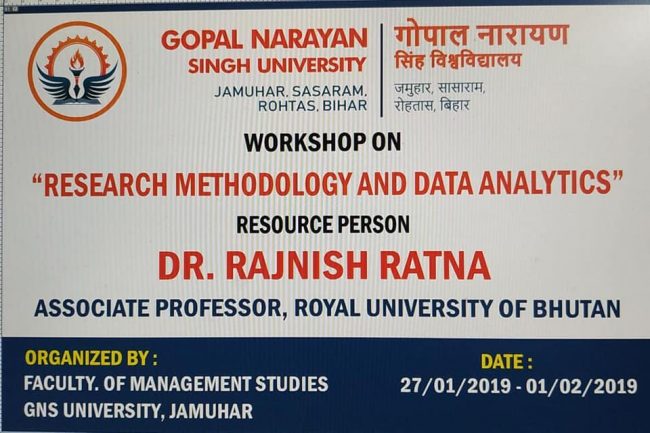 GOPAL NARAYAN
SINGH UNIVERSITY
JAMUHAR, SASARAM,
ROHTAS, BIHAR
गोपाल नारायण
सिंह विश्वविद्यालय
जमुहार, सासाराम,
रोहतास, बिहार
WORKSHOP ON
“RESEARCH METHODOLOGY AND DATA ANALYTICS”
RESOURCE PERSON
DR. RAJNISH RATNA
ASSOCIATE PROFESSOR, ROYAL UNIVERSITY OF BHUTAN
ORGANIZED BY :
FACULTY. OF MANAGEMENT STUDIES
GNS UNIVERSITY, JAMUHAR
DATE :
27/01/2019 - 01/02/2019